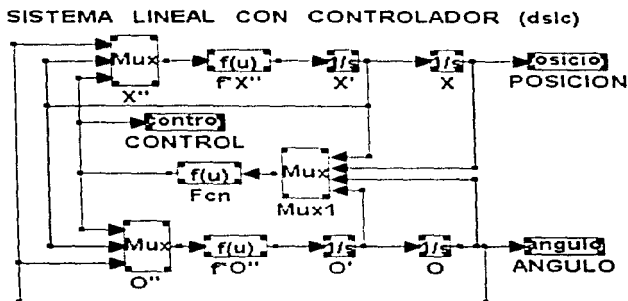 SISTEMA LINEAL CON CONTROLADOR (dslc)
Mux f(u) 1/s 1/s osicio
X'' f'X'' X' X POSICION
contro
CONTROL
f(u) Mux
Fcn Mux1
Mux f(u) 1/s 1/s angulo
O'' f'O'' O' O ANGULO